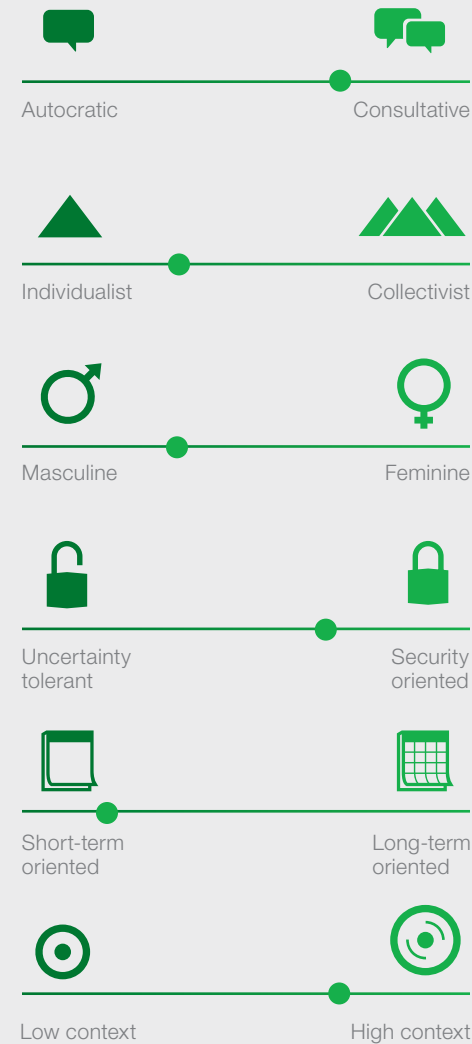 Autocratic Consultative
Individualist Collectivist
Masculine Feminine
Uncertainty Security
tolerant oriented
Short-term Long-term
oriented oriented
Low context High context